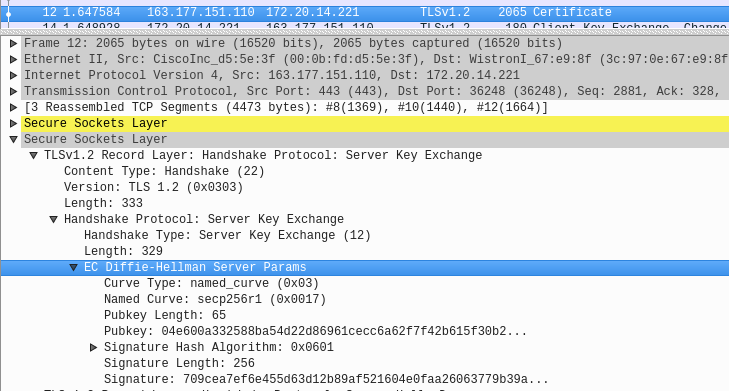 12 1.647584 163.177.151.110 172.20.14.221 TLSv1.2 2065 Certificate
14 1.648928 172.20.14.221 163.177.151.110 TLSv1.2 180 Client Key Exchange, Change
Frame 12: 2065 bytes on wire (16520 bits), 2065 bytes captured (16520 bits)
Ethernet II, Src: CiscoInc_d5:5e:3f (00:0b:fd:d5:5e:3f), Dst: WistronI_67:e9:8f (3c:97:0e:67:e9:8f
Internet Protocol Version 4, Src: 163.177.151.110, Dst: 172.20.14.221
Transmission Control Protocol, Src Port: 443 (443), Dst Port: 36248 (36248), Seq: 2881, Ack: 328,
[3 Reassembled TCP Segments (4473 bytes): #8(1369), #10(1440), #12(1664)]
Secure Sockets Layer
Secure Sockets Layer
TLSv1.2 Record Layer: Handshake Protocol: Server Key Exchange
Content Type: Handshake (22)
Version: TLS 1.2 (0x0303)
Length: 333
Handshake Protocol: Server Key Exchange
Handshake Type: Server Key Exchange (12)
Length: 329
EC Diffie-Hellman Server Params
Curve Type: named_curve (0x03)
Named Curve: secp256r1 (0x0017)
Pubkey Length: 65
Pubkey: 04e600a332588ba54d22d86961cecc6a62f7f42b615f30b2...
Signature Hash Algorithm: 0x0601
Signature Length: 256
Signature: 709cea7ef6e455d63d12b89af521604e0faa26063779b39a...